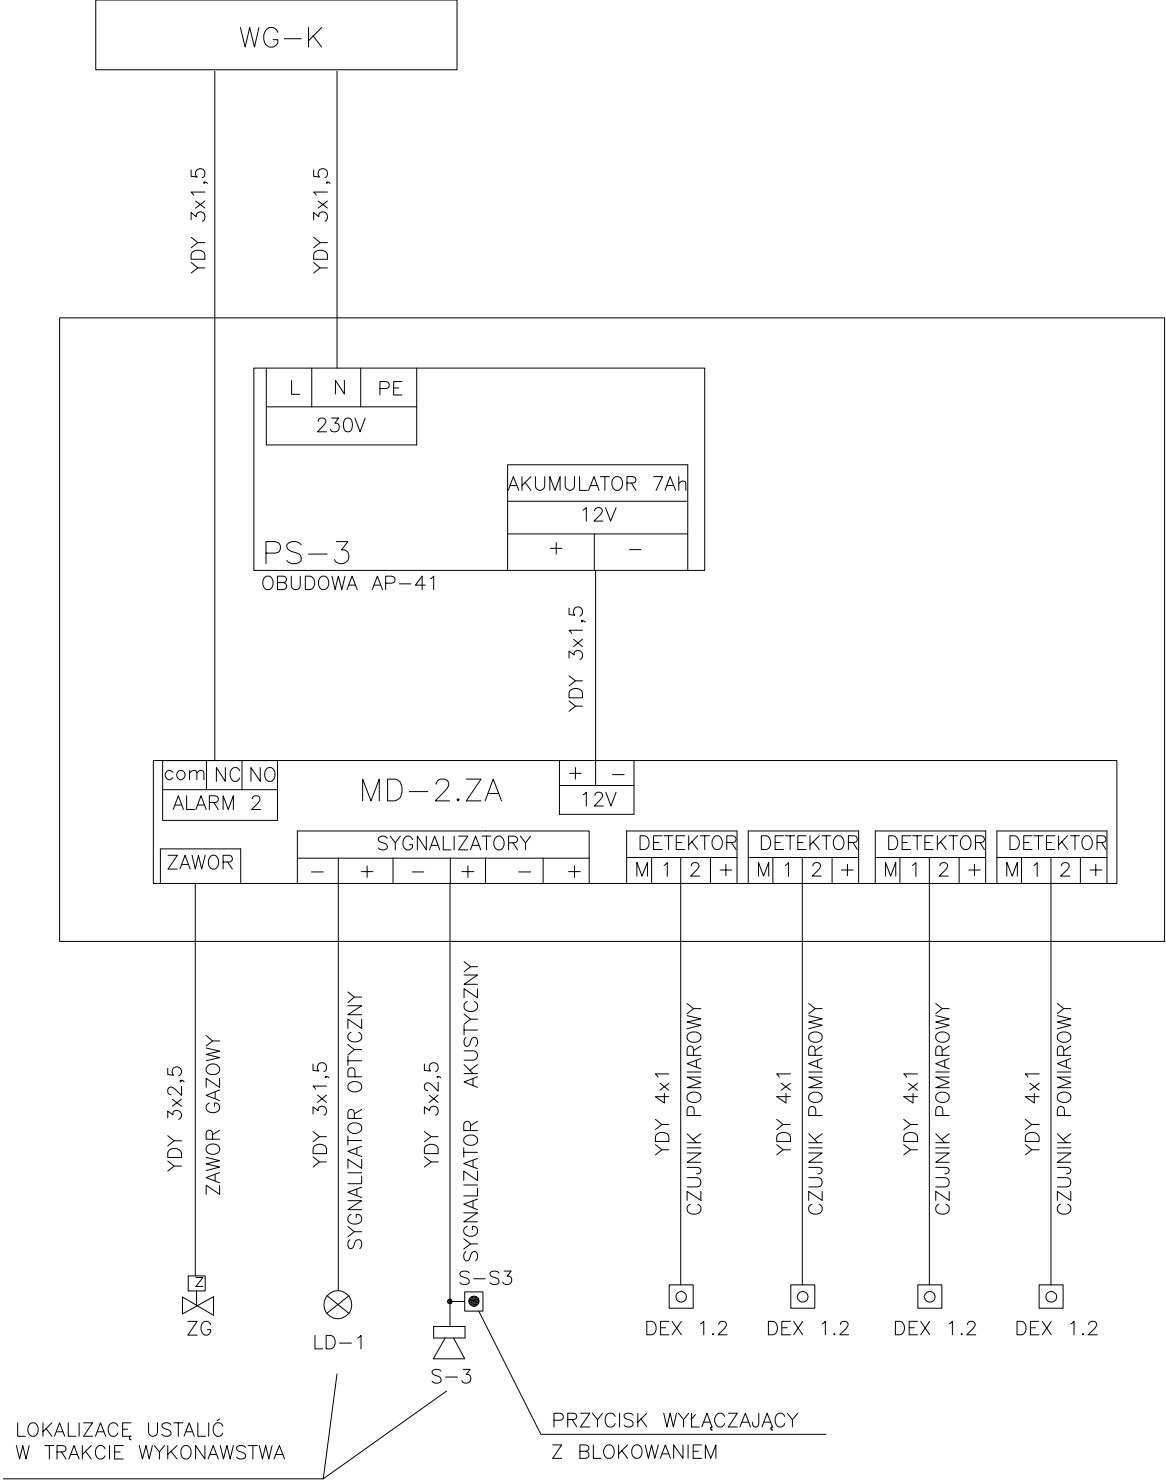 WG-K
YDY 3x1,5
YDY 3x1,5
L N PE
230V
AKUMULATOR 7Ah
12V
+ -
PS-3
OBUDOWA AP-41
YDY 3x1,5
com NC NO
ALARM 2
MD-2.ZA
+ -
12V
ZAWOR
SYGNALIZATORY
- + - + - +
DETEKTOR
M 1 2 +
DETEKTOR
M 1 2 +
DETEKTOR
M 1 2 +
DETEKTOR
M 1 2 +
YDY 3x2,5
ZAWOR GAZOWY
YDY 3x1,5
SYGNALIZATOR OPTYCZNY
YDY 3x2,5
SYGNALIZATOR AKUSTYCZNY
YDY 4x1
CZUJNIK POMIAROWY
YDY 4x1
CZUJNIK POMIAROWY
YDY 4x1
CZUJNIK POMIAROWY
YDY 4x1
CZUJNIK POMIAROWY
Z
ZG
LD-1
S-S3
S-3
DEX 1.2
DEX 1.2
DEX 1.2
DEX 1.2
LOKALIZACĘ USTALIĆ
W TRAKCIE WYKONAWSTWA
PRZYCISK WYŁĄCZAJĄCY
Z BLOKOWANIEM